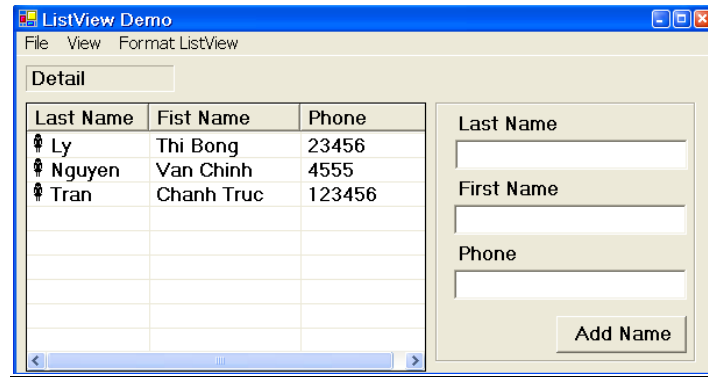 ListView Demo
File View Format ListView
Detail
Last Name Fist Name Phone
Ly Thi Bong 23456
Nguyen Van Chinh 4555
Tran Chanh Truc 123456
Last Name
First Name
Phone
Add Name